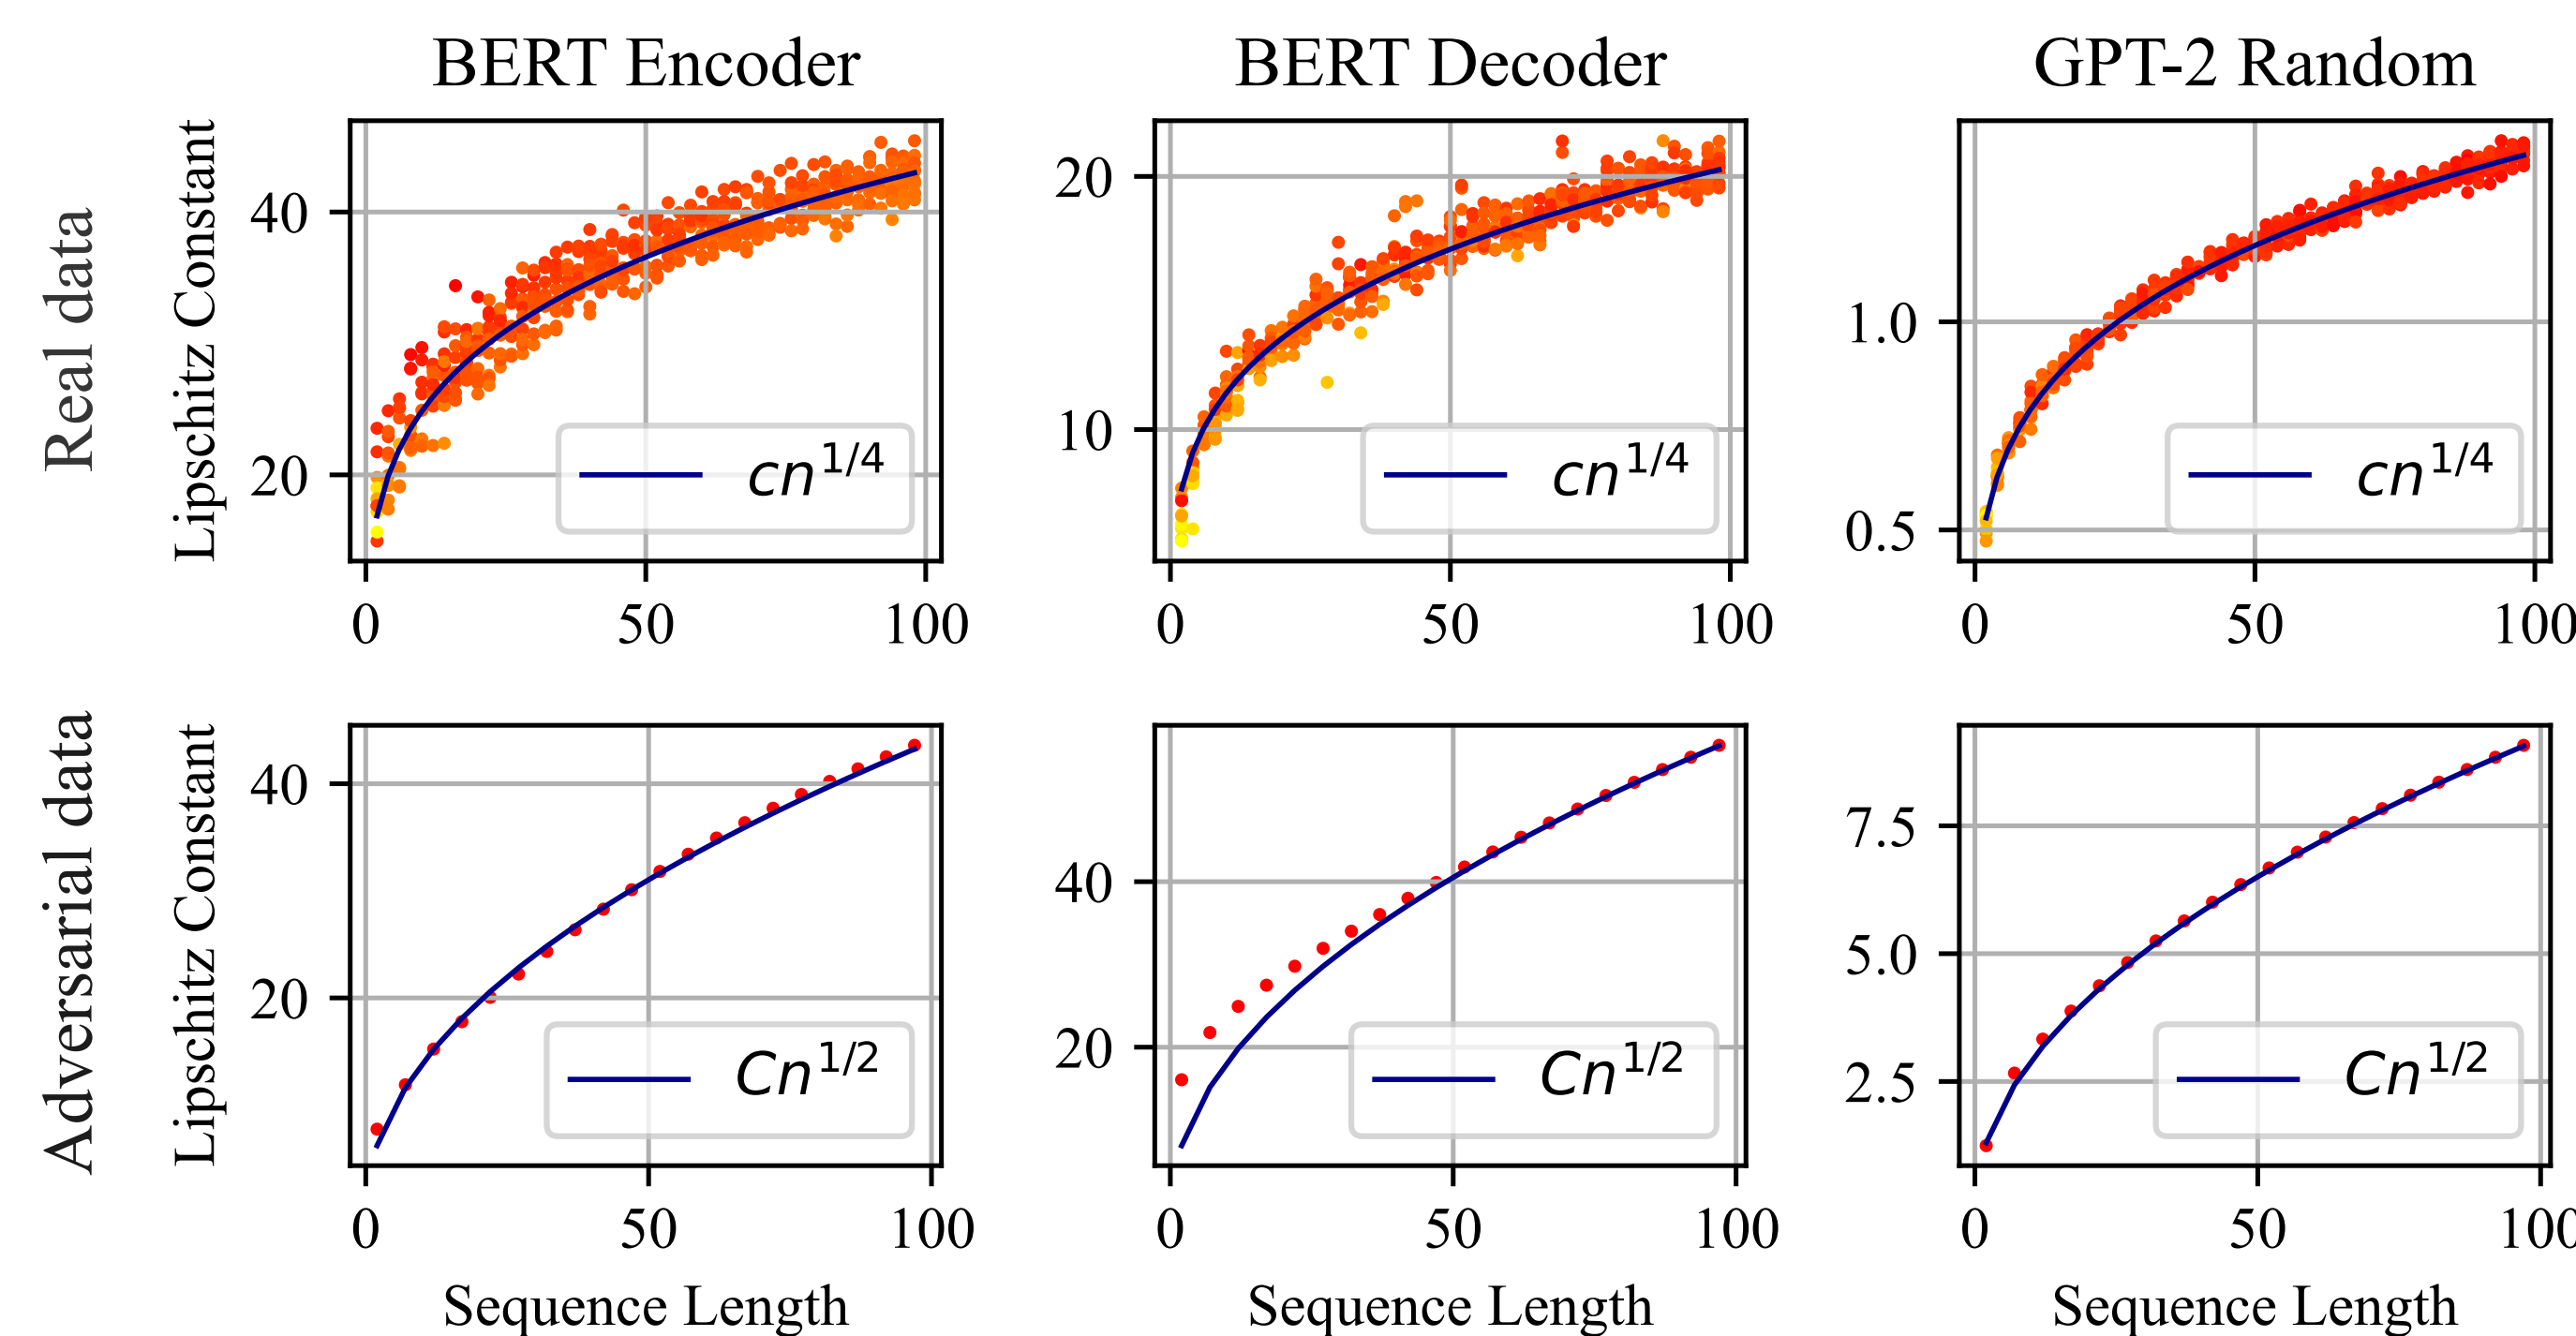 BERT Encoder
BERT Decoder
GPT-2 Random
Real data
Lipschitz Constant
40
20
0
50
100
cn^{1/4}
20
10
0
50
100
cn^{1/4}
1.0
0.5
0
50
100
cn^{1/4}
Adversarial data
Lipschitz Constant
40
20
0
50
100
Cn^{1/2}
Sequence Length
40
20
0
50
100
Cn^{1/2}
Sequence Length
7.5
5.0
2.5
0
50
100
Cn^{1/2}
Sequence Length